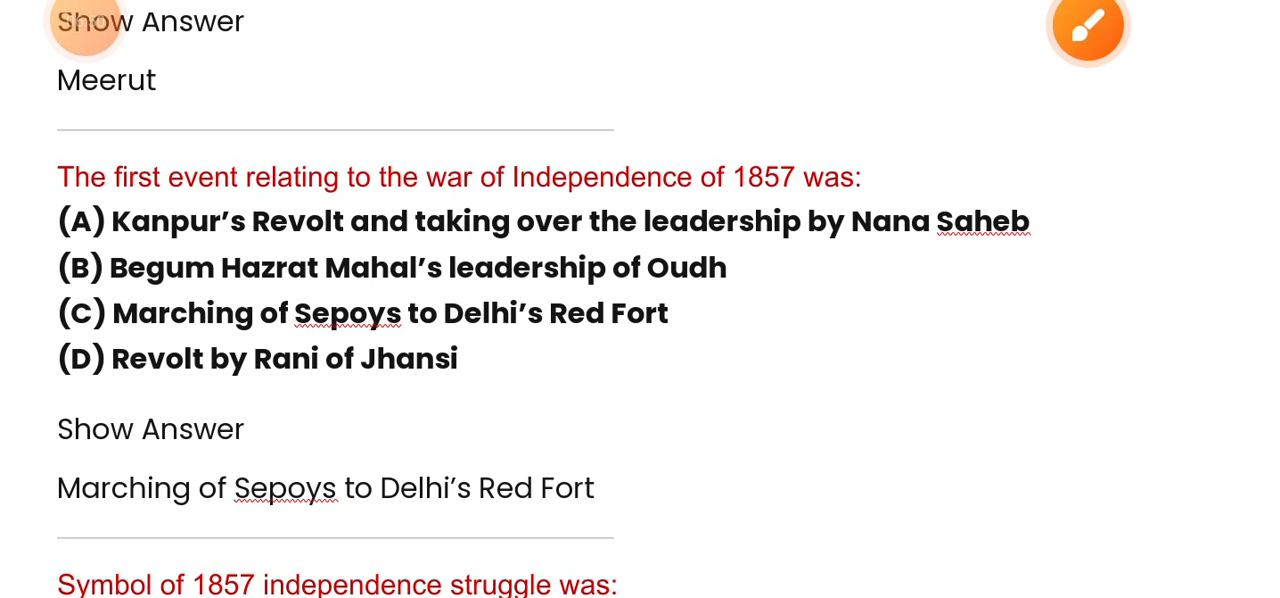 Show Answer
Meerut
The first event relating to the war of Independence of 1857 was:
(A) Kanpur’s Revolt and taking over the leadership by Nana Saheb
(B) Begum Hazrat Mahal’s leadership of Oudh
(C) Marching of Sepoys to Delhi’s Red Fort
(D) Revolt by Rani of Jhansi
Show Answer
Marching of Sepoys to Delhi’s Red Fort
Symbol of 1857 independence struggle was: